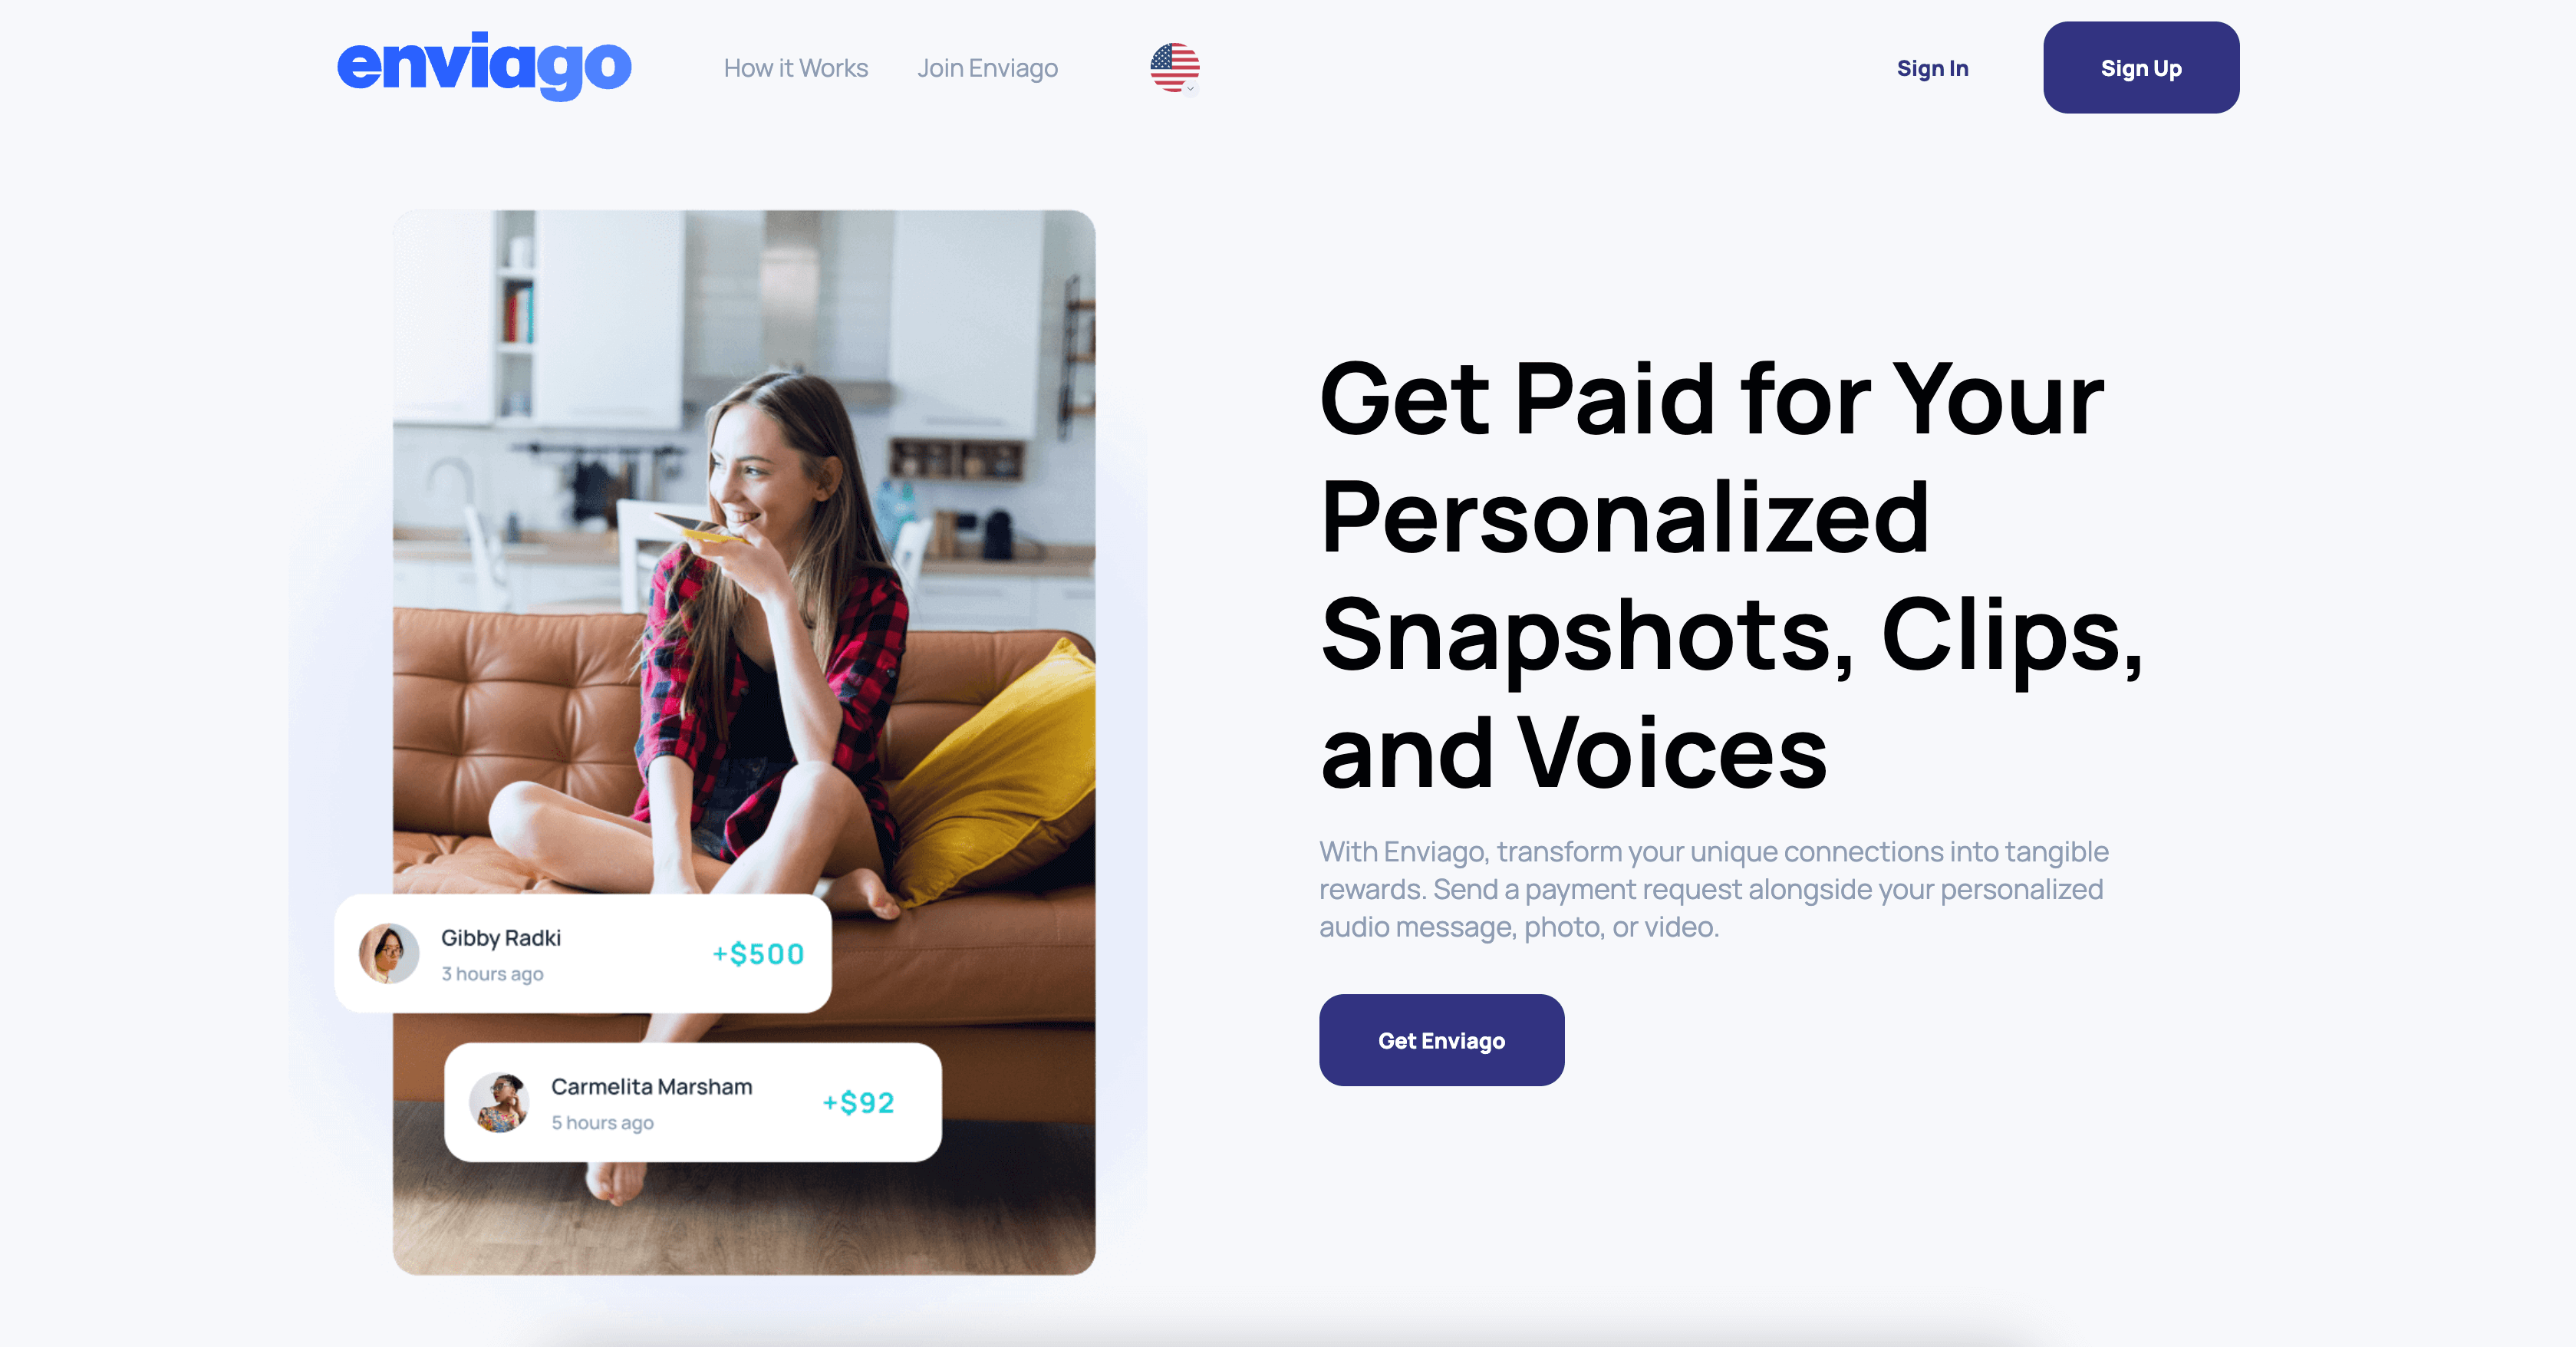 enviago
How it Works
Join Enviago
Sign In
Sign Up
Get Paid for Your
Personalized
Snapshots, Clips,
and Voices
With Enviago, transform your unique connections into tangible
rewards. Send a payment request alongside your personalized
audio message, photo, or video.
Get Enviago
Gibby Radki
3 hours ago
+$500
Carmelita Marsham
5 hours ago
+$92